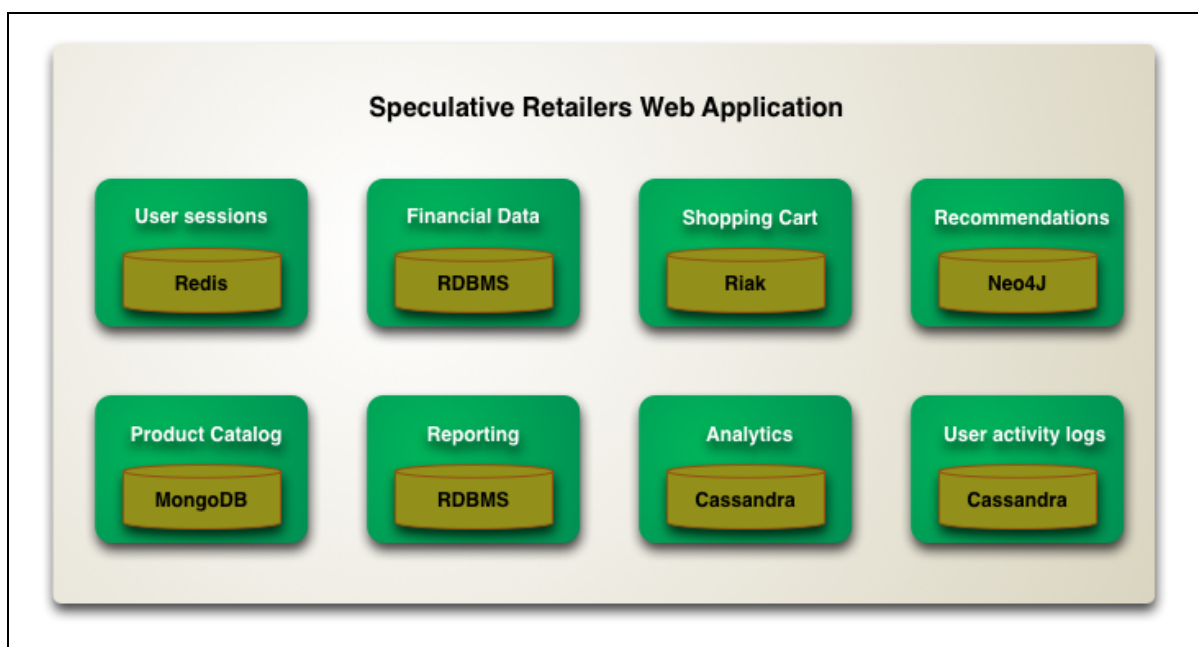 Speculative Retailers Web Application
User sessions
Redis
Financial Data
RDBMS
Shopping Cart
Riak
Recommendations
Neo4J
Product Catalog
MongoDB
Reporting
RDBMS
Analytics
Cassandra
User activity logs
Cassandra